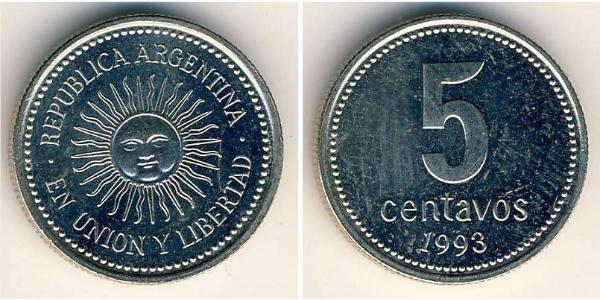 · REPUBLICA ARGENTINA ·
EN UNION Y LIBERTAD
5
centavos
1993